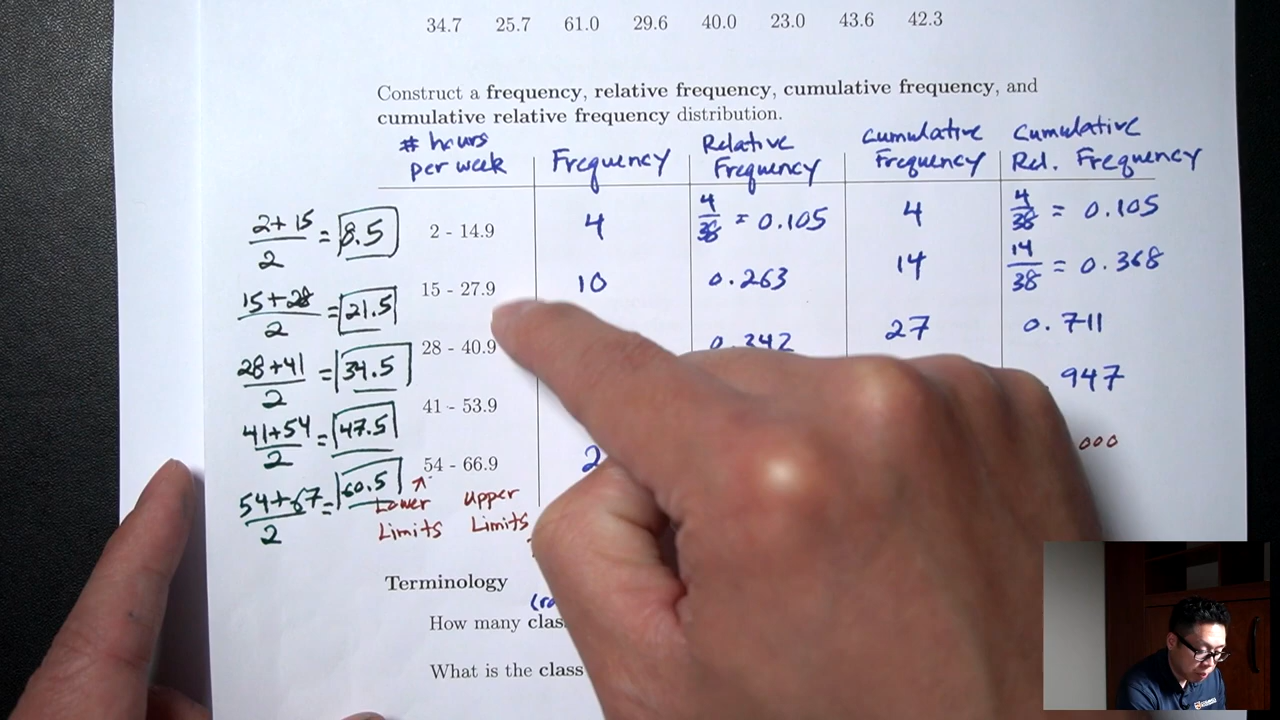 34.7 25.7 61.0 29.6 40.0 23.0 43.6 42.3
Construct a frequency, relative frequency, cumulative frequency, and
cumulative relative frequency distribution.
# hours per week Frequency Relative Frequency Cumulative Frequency Cumulative Rel. Frequency
2+15/2 = 8.5 2 - 14.9 4 4/38 = 0.105 4 4/38 = 0.105
15+28/2 = 21.5 15 - 27.9 10 0.263 14 14/38 = 0.368
28+41/2 = 34.5 28 - 40.9 0.342 27 0.711
41+54/2 = 47.5 41 - 53.9 947
54+67/2 = 60.5 54 - 66.9 2 000
Lower Limits Upper Limits
Terminology
How many
What is the class